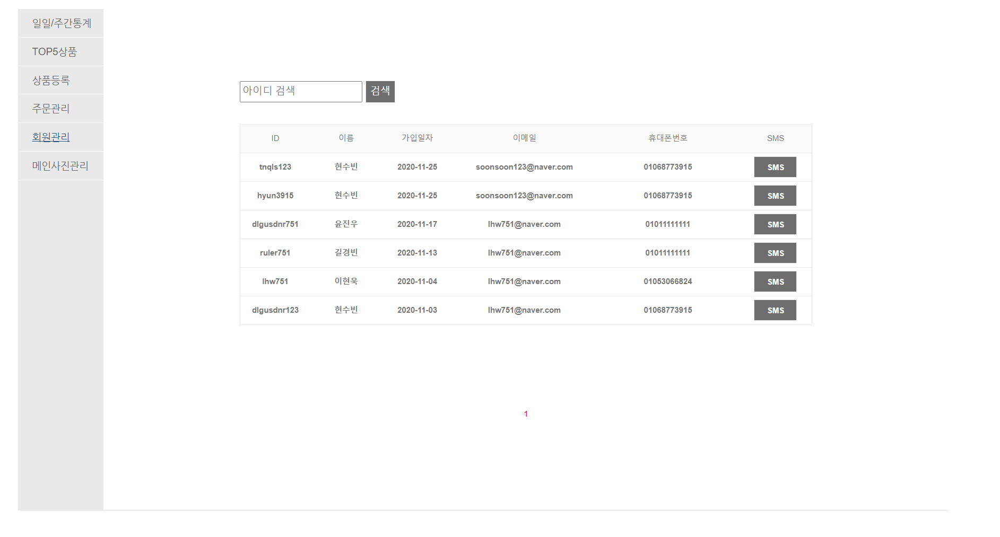 일일/주간통계
TOP5상품
상품등록
주문관리
회원관리
메인사진관리
아이디 검색 검색
ID 이름 가입일자 이메일 휴대폰번호 SMS
tnqls123 현수빈 2020-11-25 soonsoon123@naver.com 01068773915 SMS
hyun3915 현수빈 2020-11-25 soonsoon123@naver.com 01068773915 SMS
dlgusdnr751 윤진우 2020-11-17 lhw751@naver.com 01011111111 SMS
ruler751 길경빈 2020-11-13 lhw751@naver.com 01011111111 SMS
lhw751 이현욱 2020-11-04 lhw751@naver.com 01053066824 SMS
dlgusdnr123 현수빈 2020-11-03 lhw751@naver.com 01068773915 SMS
1